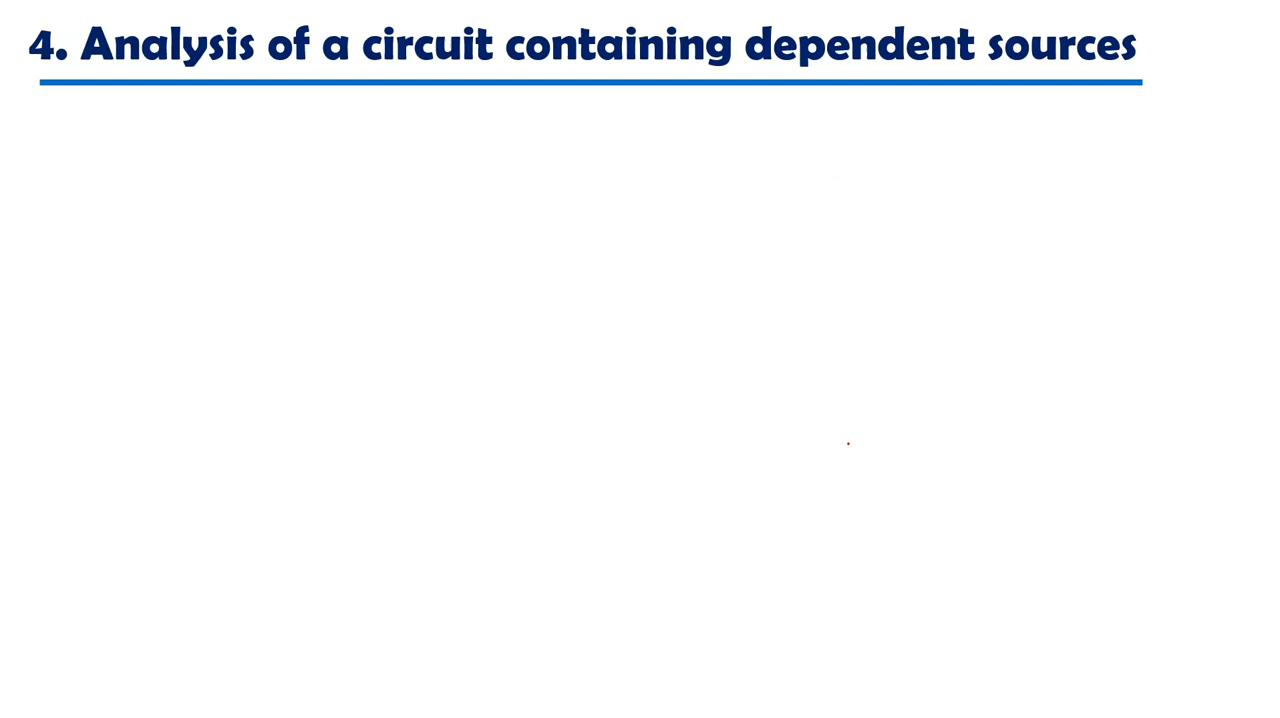 4. Analysis of a circuit containing dependent sources